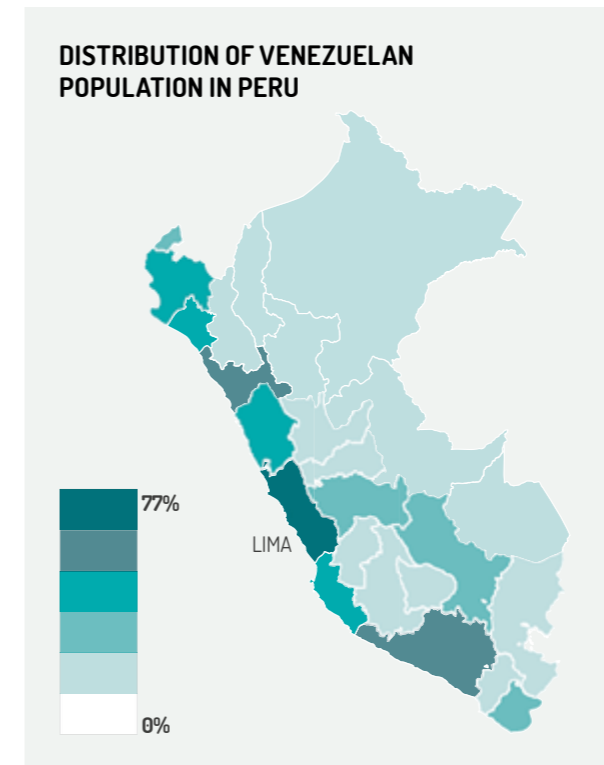 DISTRIBUTION OF VENEZUELAN
POPULATION IN PERU
77%
LIMA
0%